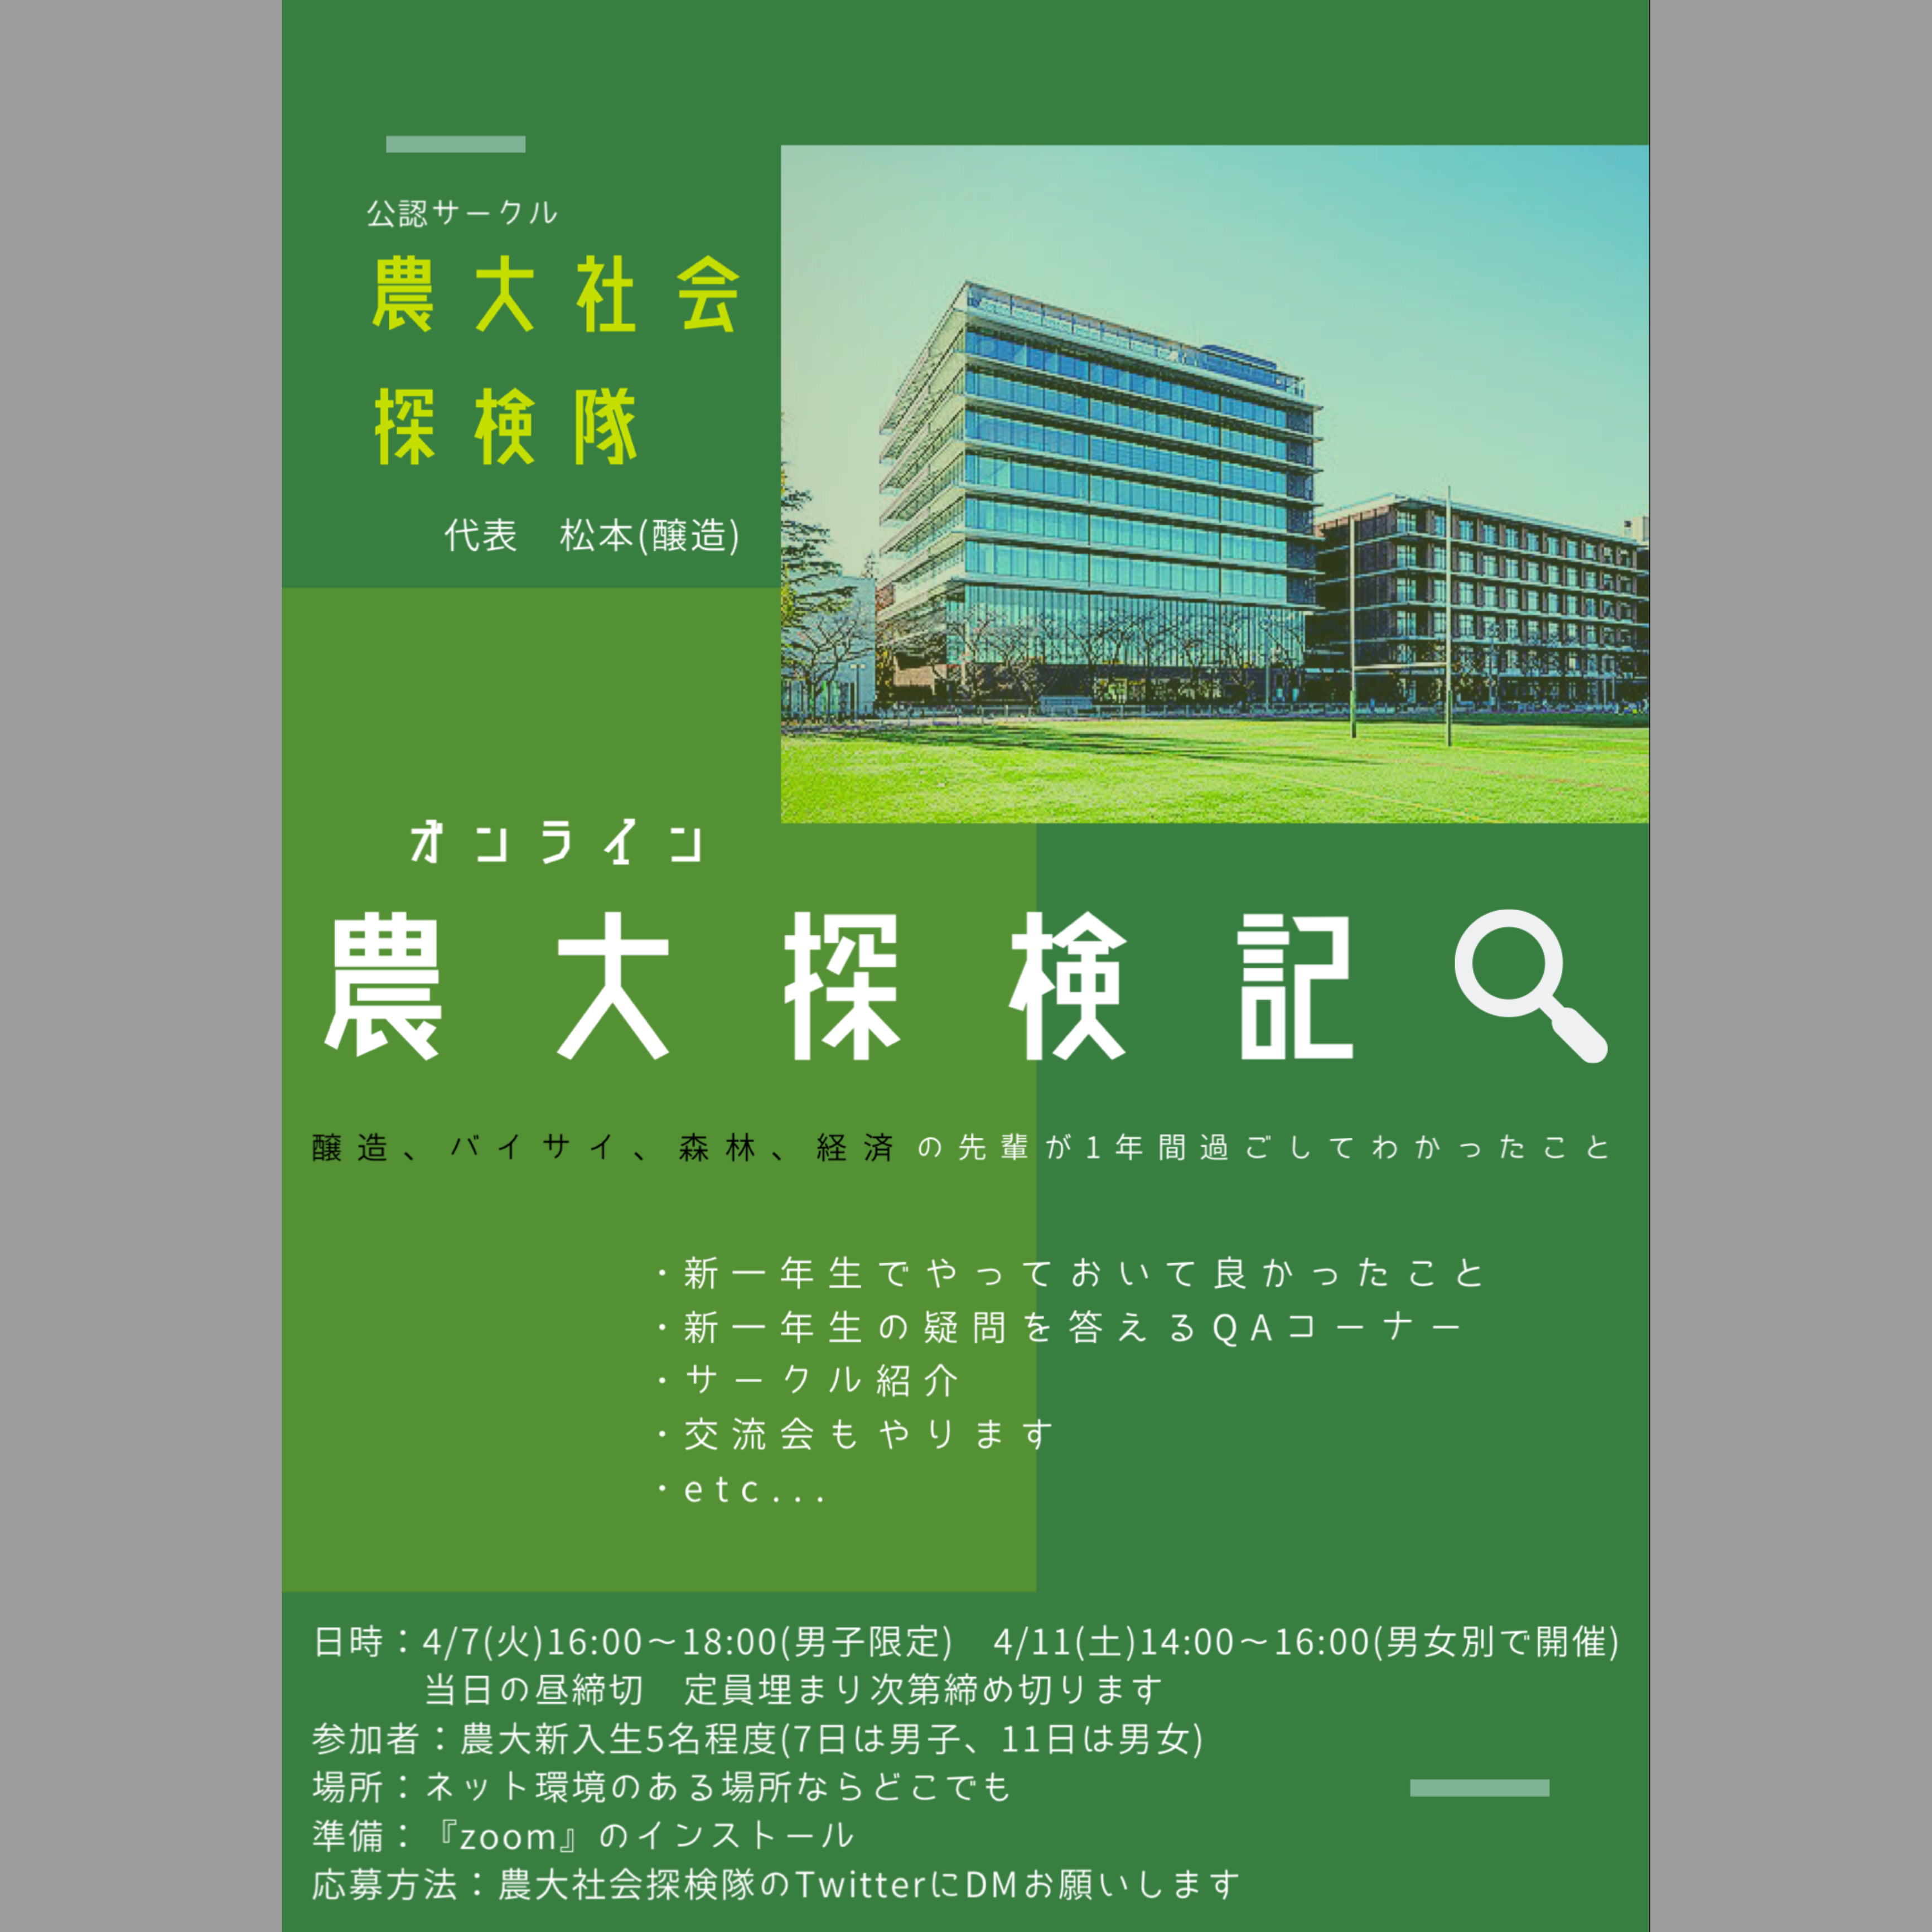 公認サークル
農大社会
探検隊
代表　松本(醸造)
オンライン
農大探検記
醸造、バイサイ、森林、経済の先輩が1年間過ごしてわかったこと
・新一年生でやっておいて良かったこと
・新一年生の疑問を答えるQAコーナー
・サークル紹介
・交流会もやります
・etc...
日時：4/7(火)16:00～18:00(男子限定)　4/11(土)14:00～16:00(男女別で開催)
当日の昼締切　定員埋まり次第締め切ります
参加者：農大新入生5名程度(7日は男子、11日は男女)
場所：ネット環境のある場所ならどこでも
準備：『zoom』のインストール
応募方法：農大社会探検隊のTwitterにDMお願いします